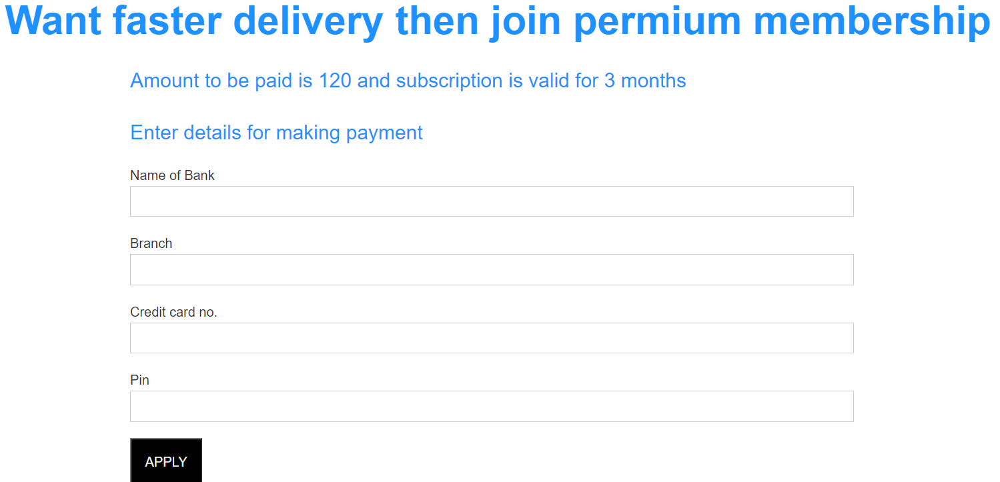 Want faster delivery then join permium membership
Amount to be paid is 120 and subscription is valid for 3 months
Enter details for making payment
Name of Bank
Branch
Credit card no.
Pin
APPLY